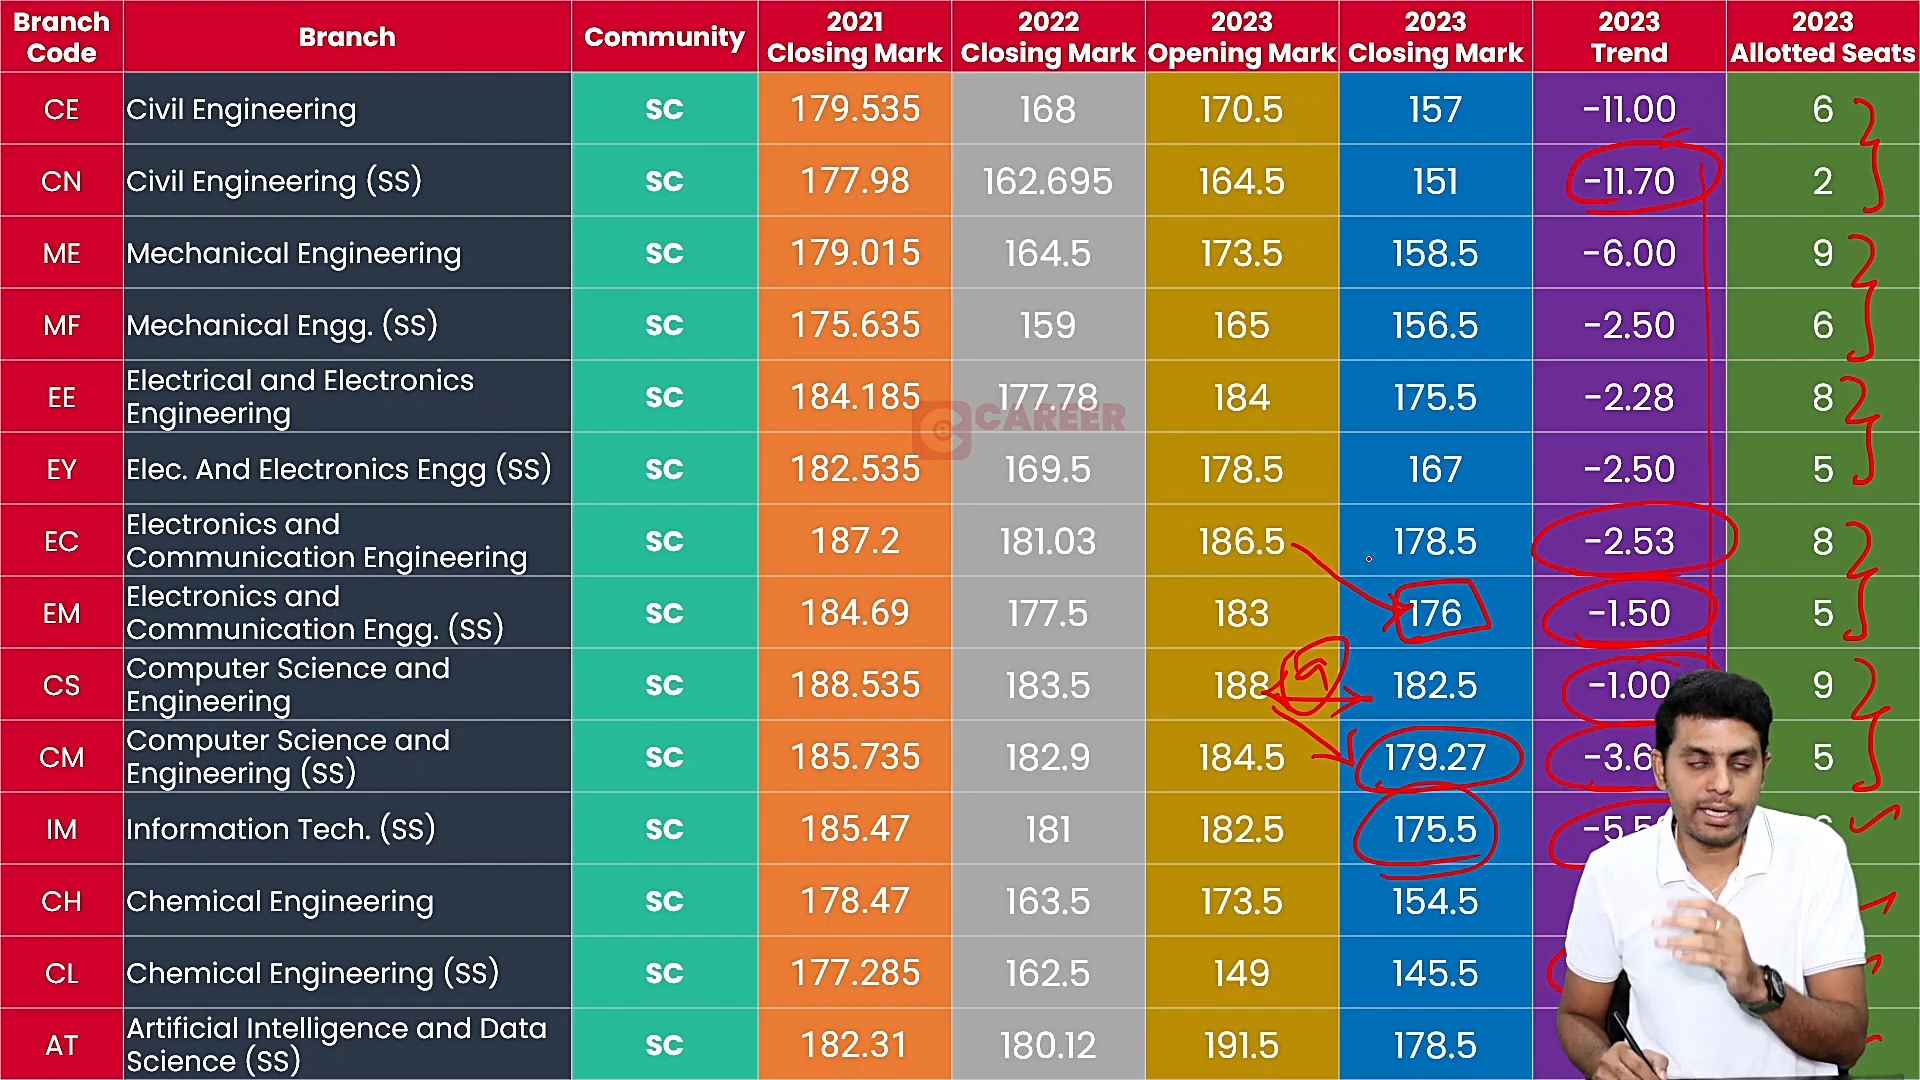 Branch Code Branch Community 2021 Closing Mark 2022 Closing Mark 2023 Opening Mark 2023 Closing Mark 2023 Trend 2023 Allotted Seats
CE Civil Engineering SC 179.535 168 170.5 157 -11.00 6
CN Civil Engineering (SS) SC 177.98 162.695 164.5 151 -11.70 2
ME Mechanical Engineering SC 179.015 164.5 173.5 158.5 -6.00 9
MF Mechanical Engg. (SS) SC 175.635 159 165 156.5 -2.50 6
EE Electrical and Electronics Engineering SC 184.185 177.78 184 175.5 -2.28 8
CAREER
EY Elec. And Electronics Engg (SS) SC 182.535 169.5 178.5 167 -2.50 5
EC Electronics and Communication Engineering SC 187.2 181.03 186.5 178.5 -2.53 8
EM Electronics and Communication Engg. (SS) SC 184.69 177.5 183 176 -1.50 5
CS Computer Science and Engineering SC 188.535 183.5 188 182.5 -1.00 9
CM Computer Science and Engineering (SS) SC 185.735 182.9 184.5 179.27 -3.6 5
IM Information Tech. (SS) SC 185.47 181 182.5 175.5
CH Chemical Engineering SC 178.47 163.5 173.5 154.5
CL Chemical Engineering (SS) SC 177.285 162.5 149 145.5
AT Artificial Intelligence and Data Science (SS) SC 182.31 180.12 191.5 178.5